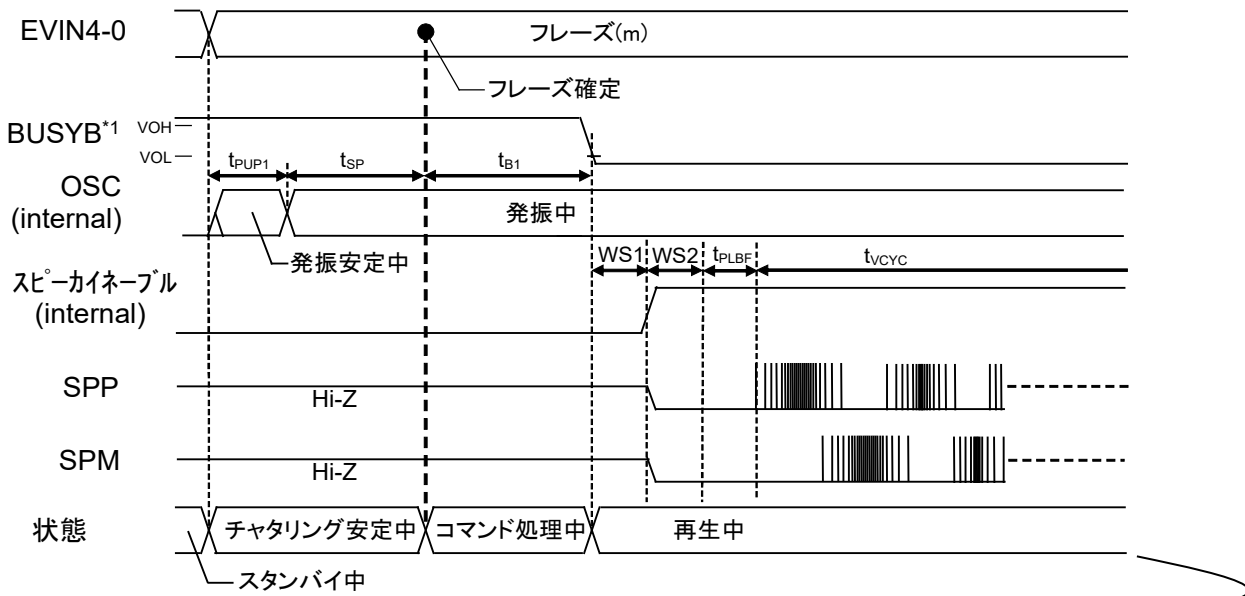 EVIN4-0
フレーズ(m)
フレーズ確定
BUSYB*1
VOH
VOL
tPUP1
tSP
tB1
OSC
(internal)
発振中
発振安定中
WS1
WS2
tPLBF
tVCYC
スピーカイネーブル
(internal)
SPP
Hi-Z
SPM
Hi-Z
状態
チャタリング安定中
コマンド処理中
再生中
スタンバイ中